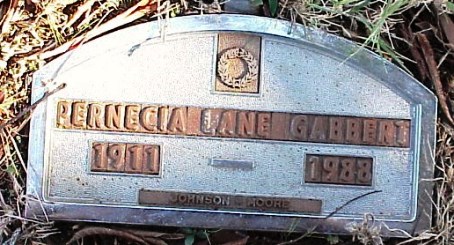 PERNECIA JANE GABBERT
1911 - 1988
JOHNSON & MOORE